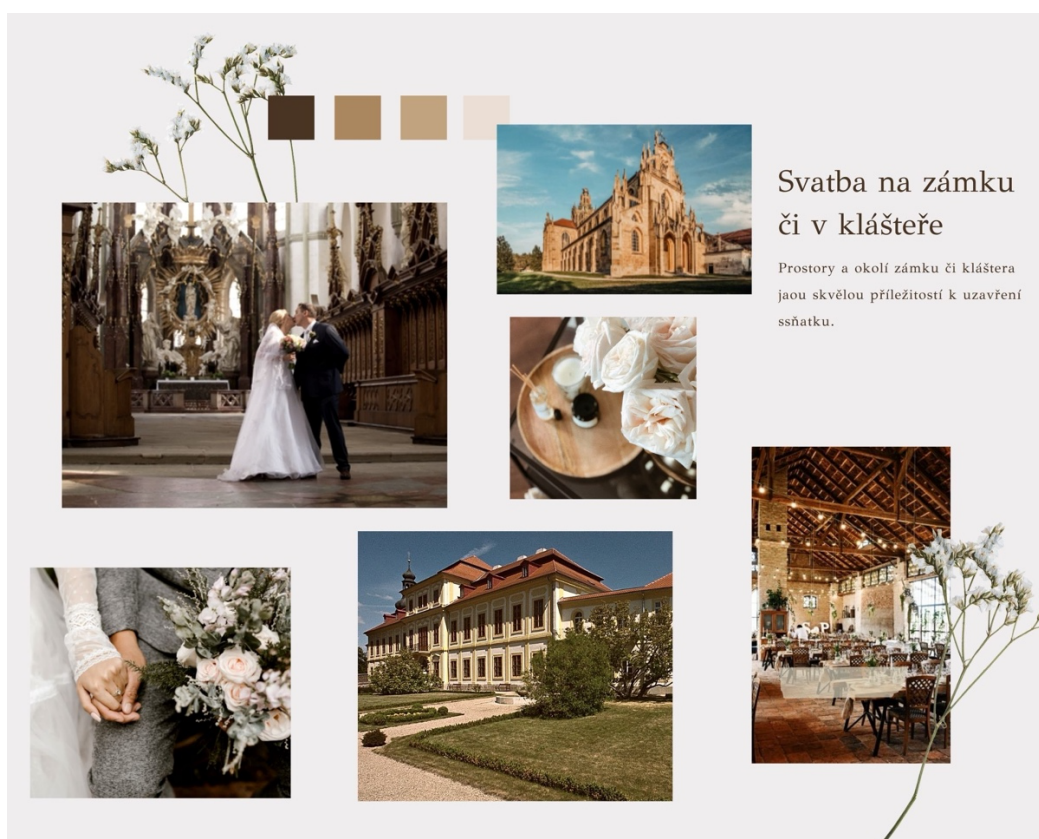 Svatba na zámku
či v klášteře
Prostory a okolí zámku či kláštera
jaou skvělou příležitostí k uzavření
ssňatku.